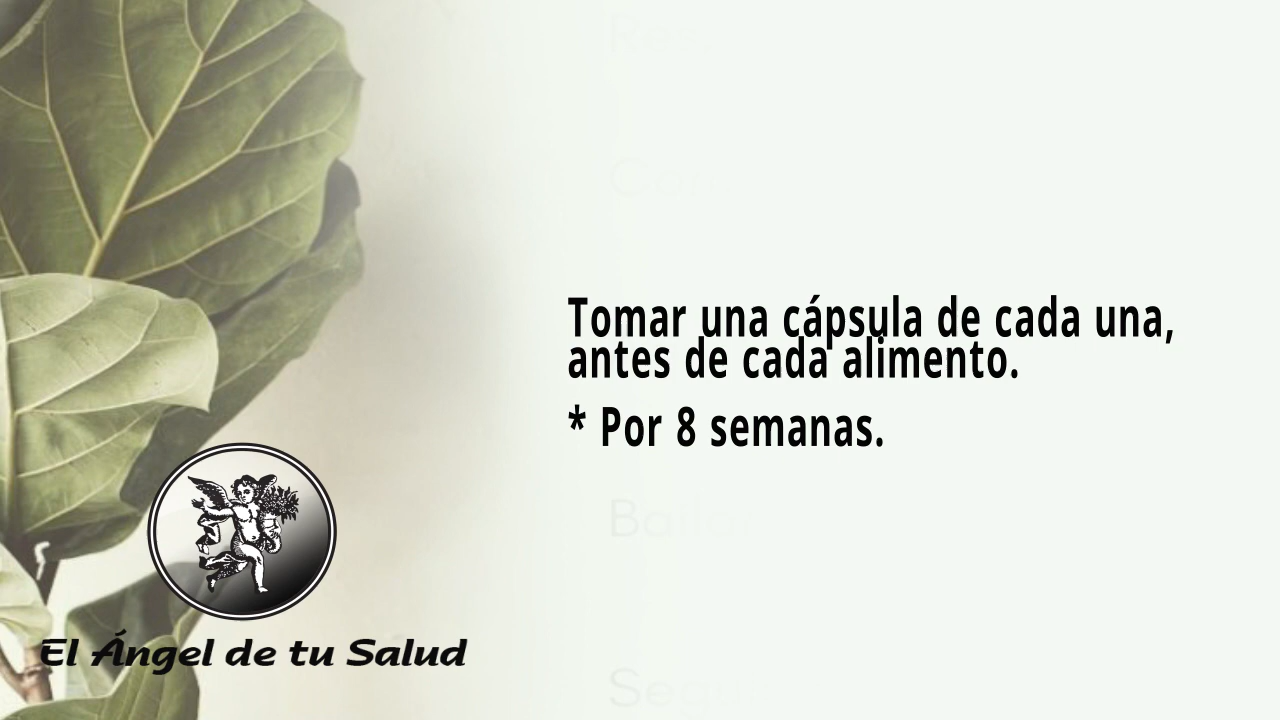 Tomar una cápsula de cada una,
antes de cada alimento.
* Por 8 semanas.
El Ángel de tu Salud